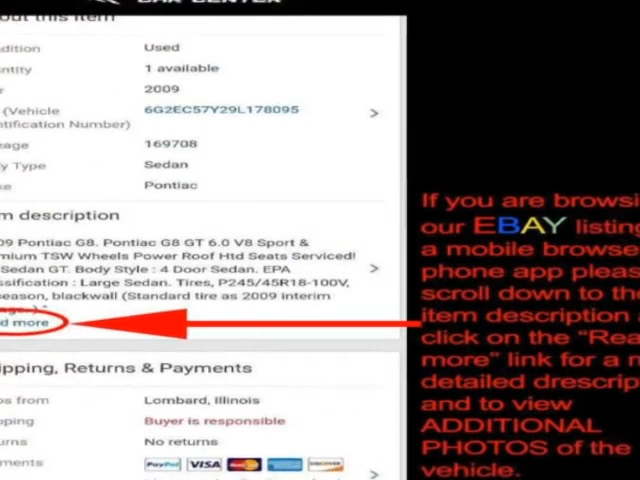 CAR CENTER
out this item
ndition Used
ntity 1 available
r 2009
(Vehicle 6G2EC57Y29L178095
ntification Number)
eage 169708
dy Type Sedan
ke Pontiac
m description
09 Pontiac G8. Pontiac G8 GT 6.0 V8 Sport &
mium TSW Wheels Power Roof Htd Seats Serviced!
Sedan GT. Body Style : 4 Door Sedan. EPA
ssification : Large Sedan. Tires, P245/45R18-100V,
season, blackwall (Standard tire as 2009 interim
d more
ipping, Returns & Payments
ps from Lombard, Illinois
pping Buyer is responsible
urns No returns
ments PayPal VISA DISCOVER
If you are browsi
our EBAY listing
a mobile browse
phone app pleas
scroll down to the
item description a
click on the "Rea
more" link for a m
detailed drescrip
and to view
ADDITIONAL
PHOTOS of the
vehicle.